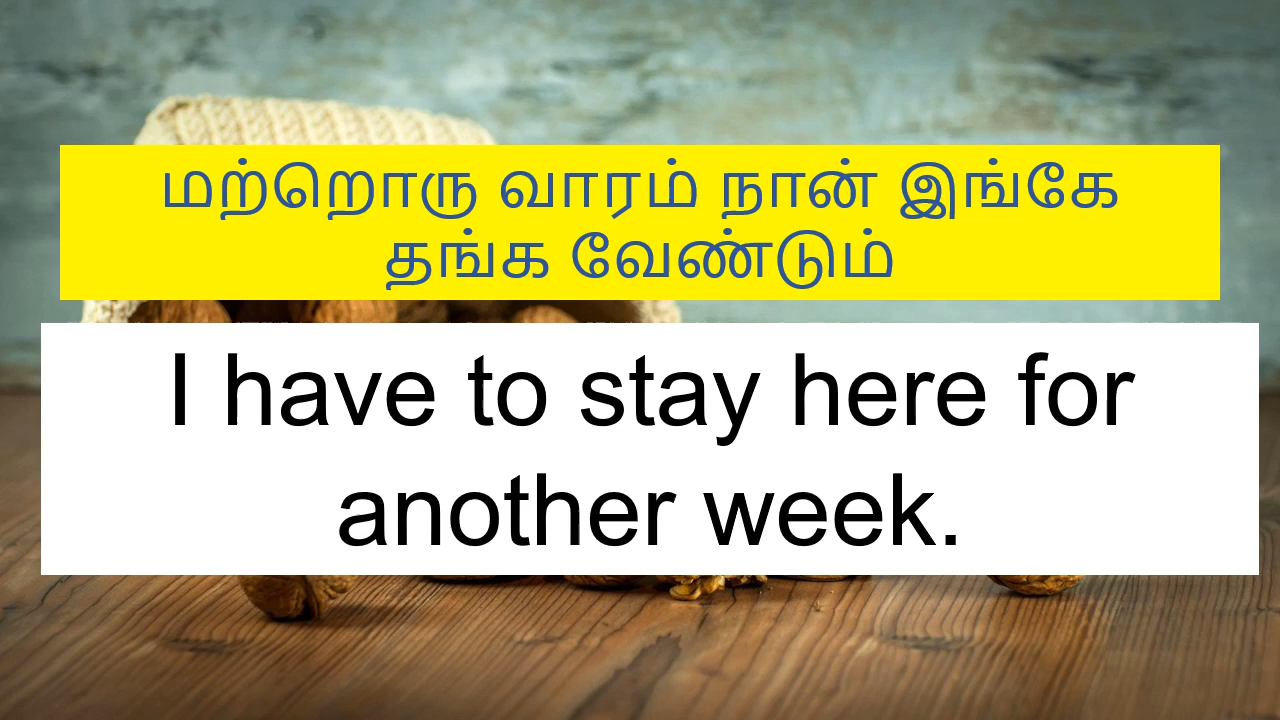 மற்றொரு வாரம் நான் இங்கே
தங்க வேண்டும்
I have to stay here for
another week.